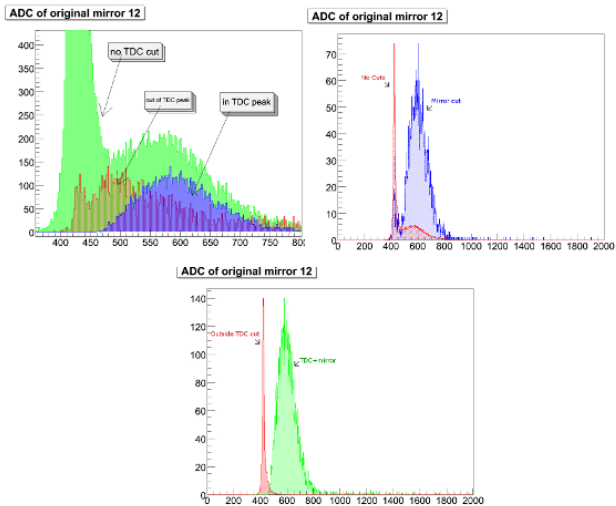 ADC of original mirror 12
no TDC cut
out of TDC peak
in TDC peak
400
350
300
250
200
150
100
50
0
400 450 500 550 600 650 700 750 800
ADC of original mirror 12
No Cuts
Mirror cut
70
60
50
40
30
20
10
0
0 200 400 600 800 1000 1200 1400 1600 1800 2000
ADC of original mirror 12
Outside TDC cut
TDC+mirror
140
120
100
80
60
40
20
0
0 200 400 600 800 1000 1200 1400 1600 1800 2000